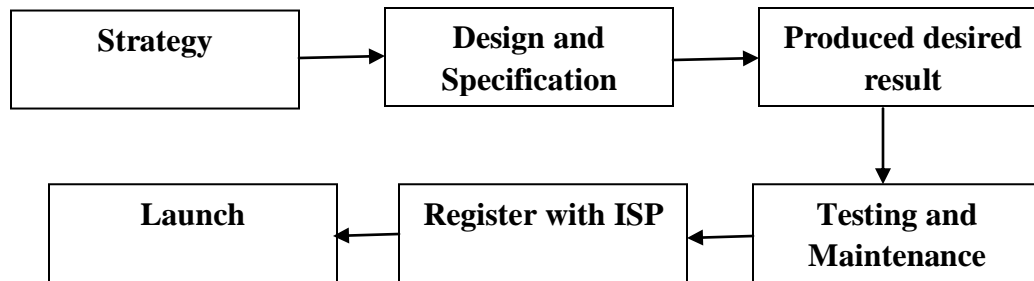 Strategy
Design and
Specification
Produced desired
result
Testing and
Maintenance
Register with ISP
Launch